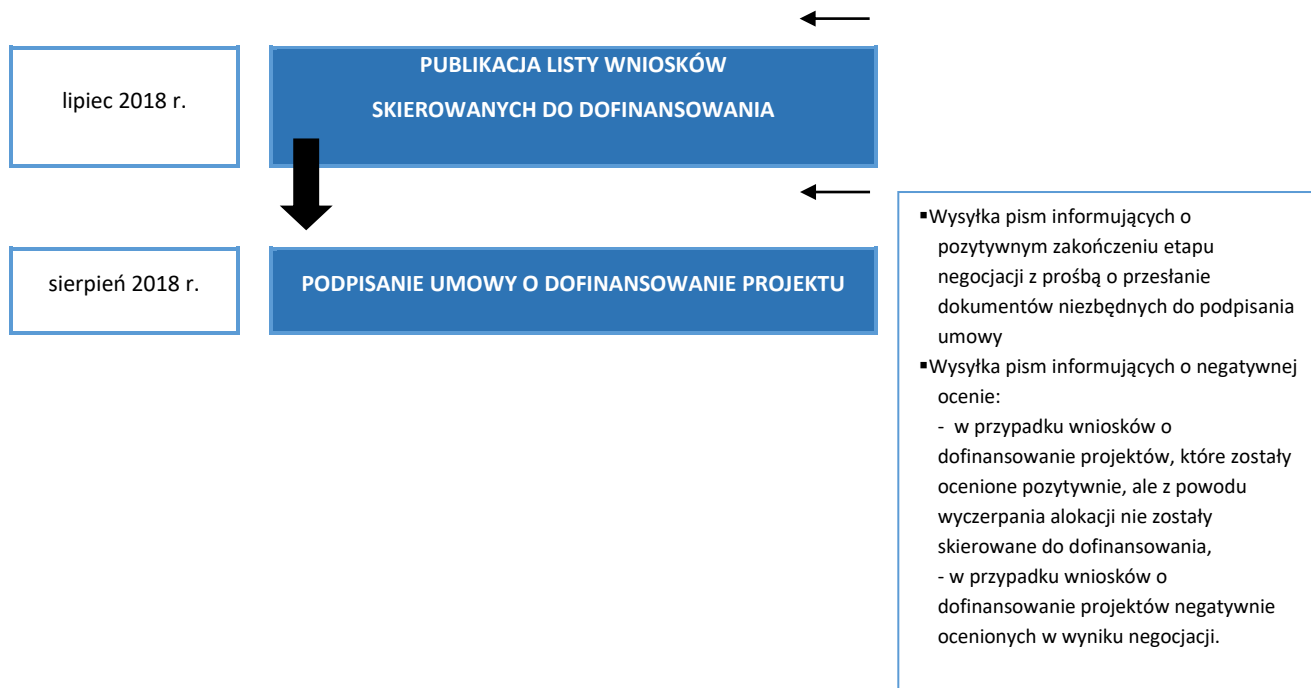 lipiec 2018 r.
PUBLIKACJA LISTY WNIOSKÓW
SKIEROWANYCH DO DOFINANSOWANIA
sierpień 2018 r.
PODPISANIE UMOWY O DOFINANSOWANIE PROJEKTU
▪Wysyłka pism informujących o
pozytywnym zakończeniu etapu
negocjacji z prośbą o przesłanie
dokumentów niezbędnych do podpisania
umowy
▪Wysyłka pism informujących o negatywnej
ocenie:
- w przypadku wniosków o
dofinansowanie projektów, które zostały
ocenione pozytywnie, ale z powodu
wyczerpania alokacji nie zostały
skierowane do dofinansowania,
- w przypadku wniosków o
dofinansowanie projektów negatywnie
ocenionych w wyniku negocjacji.